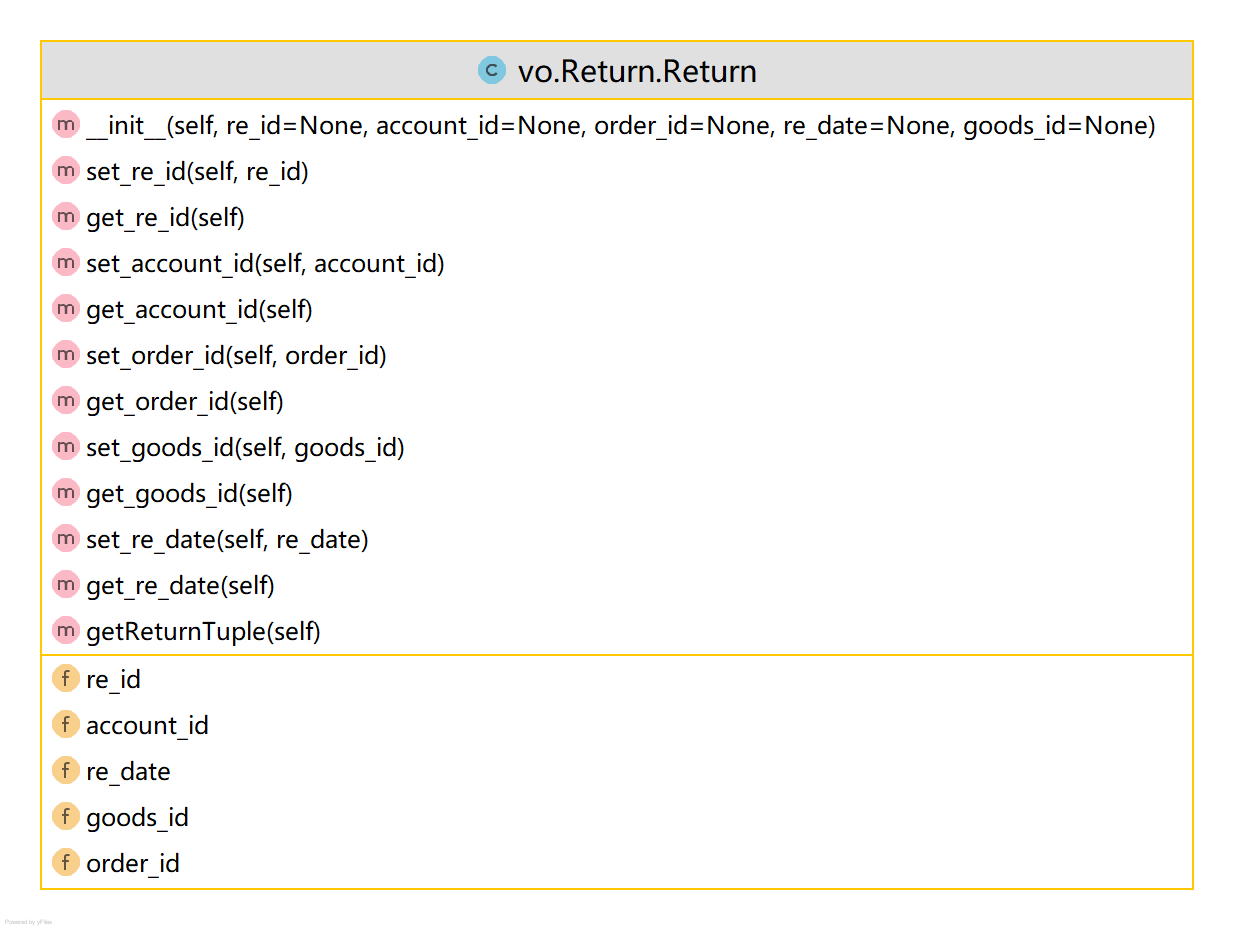 C vo.Return.Return
m __init__(self, re_id=None, account_id=None, order_id=None, re_date=None, goods_id=None)
m set_re_id(self, re_id)
m get_re_id(self)
m set_account_id(self, account_id)
m get_account_id(self)
m set_order_id(self, order_id)
m get_order_id(self)
m set_goods_id(self, goods_id)
m get_goods_id(self)
m set_re_date(self, re_date)
m get_re_date(self)
m getReturnTuple(self)
f re_id
f account_id
f re_date
f goods_id
f order_id
Powered by yFiles